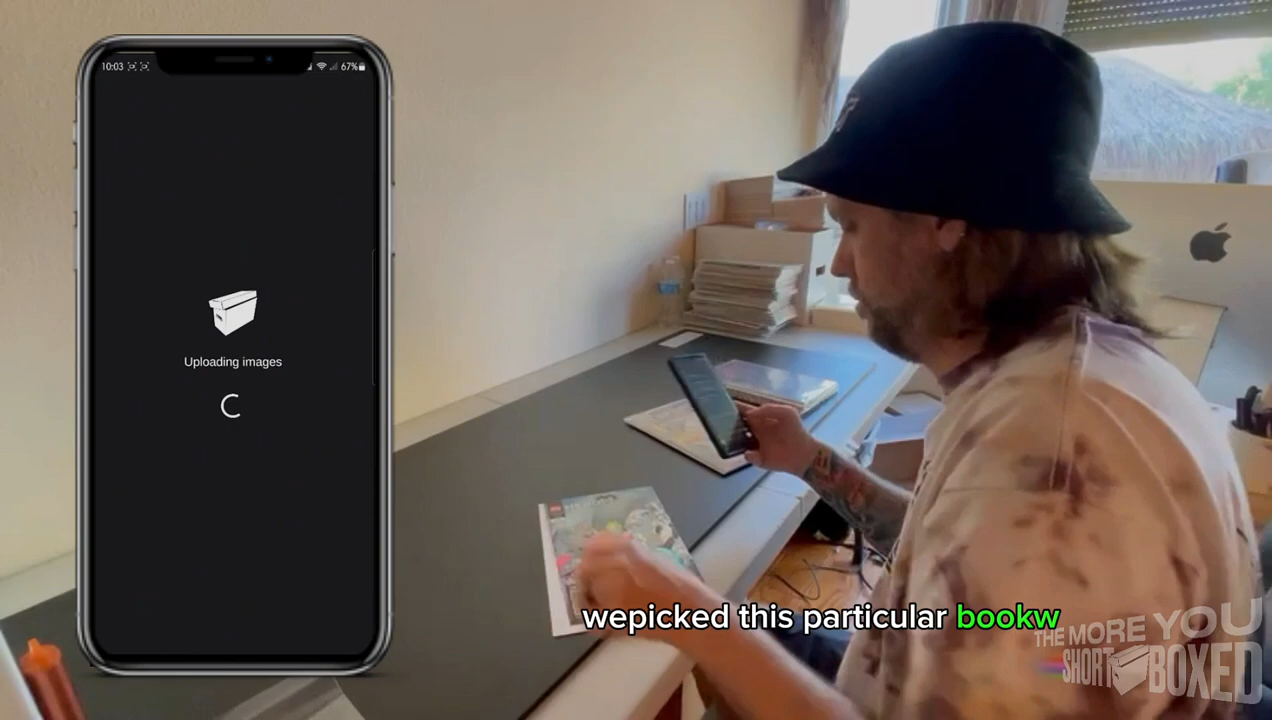 10:03
67%
Uploading images
wepicked this particular bookw
THE MORE YOU
SHORT BOXED